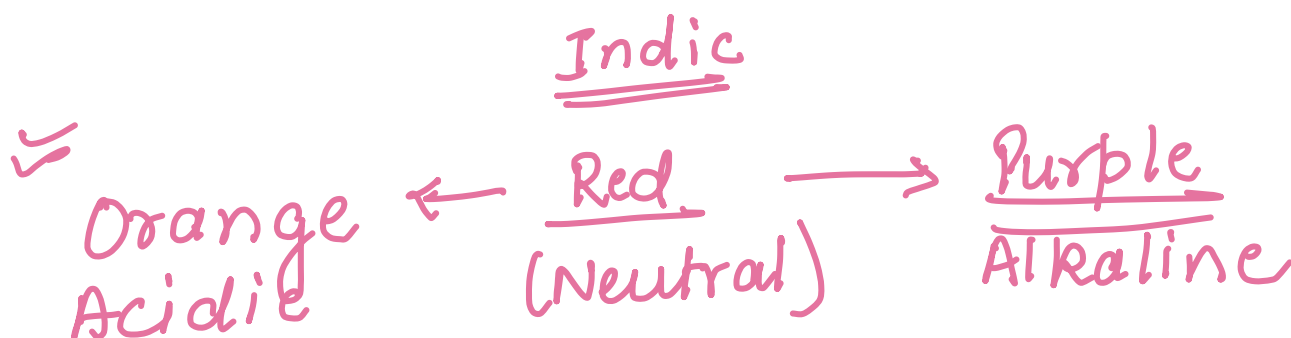 Indic
Orange ← Red → Purple
Acidic (Neutral) Alkaline